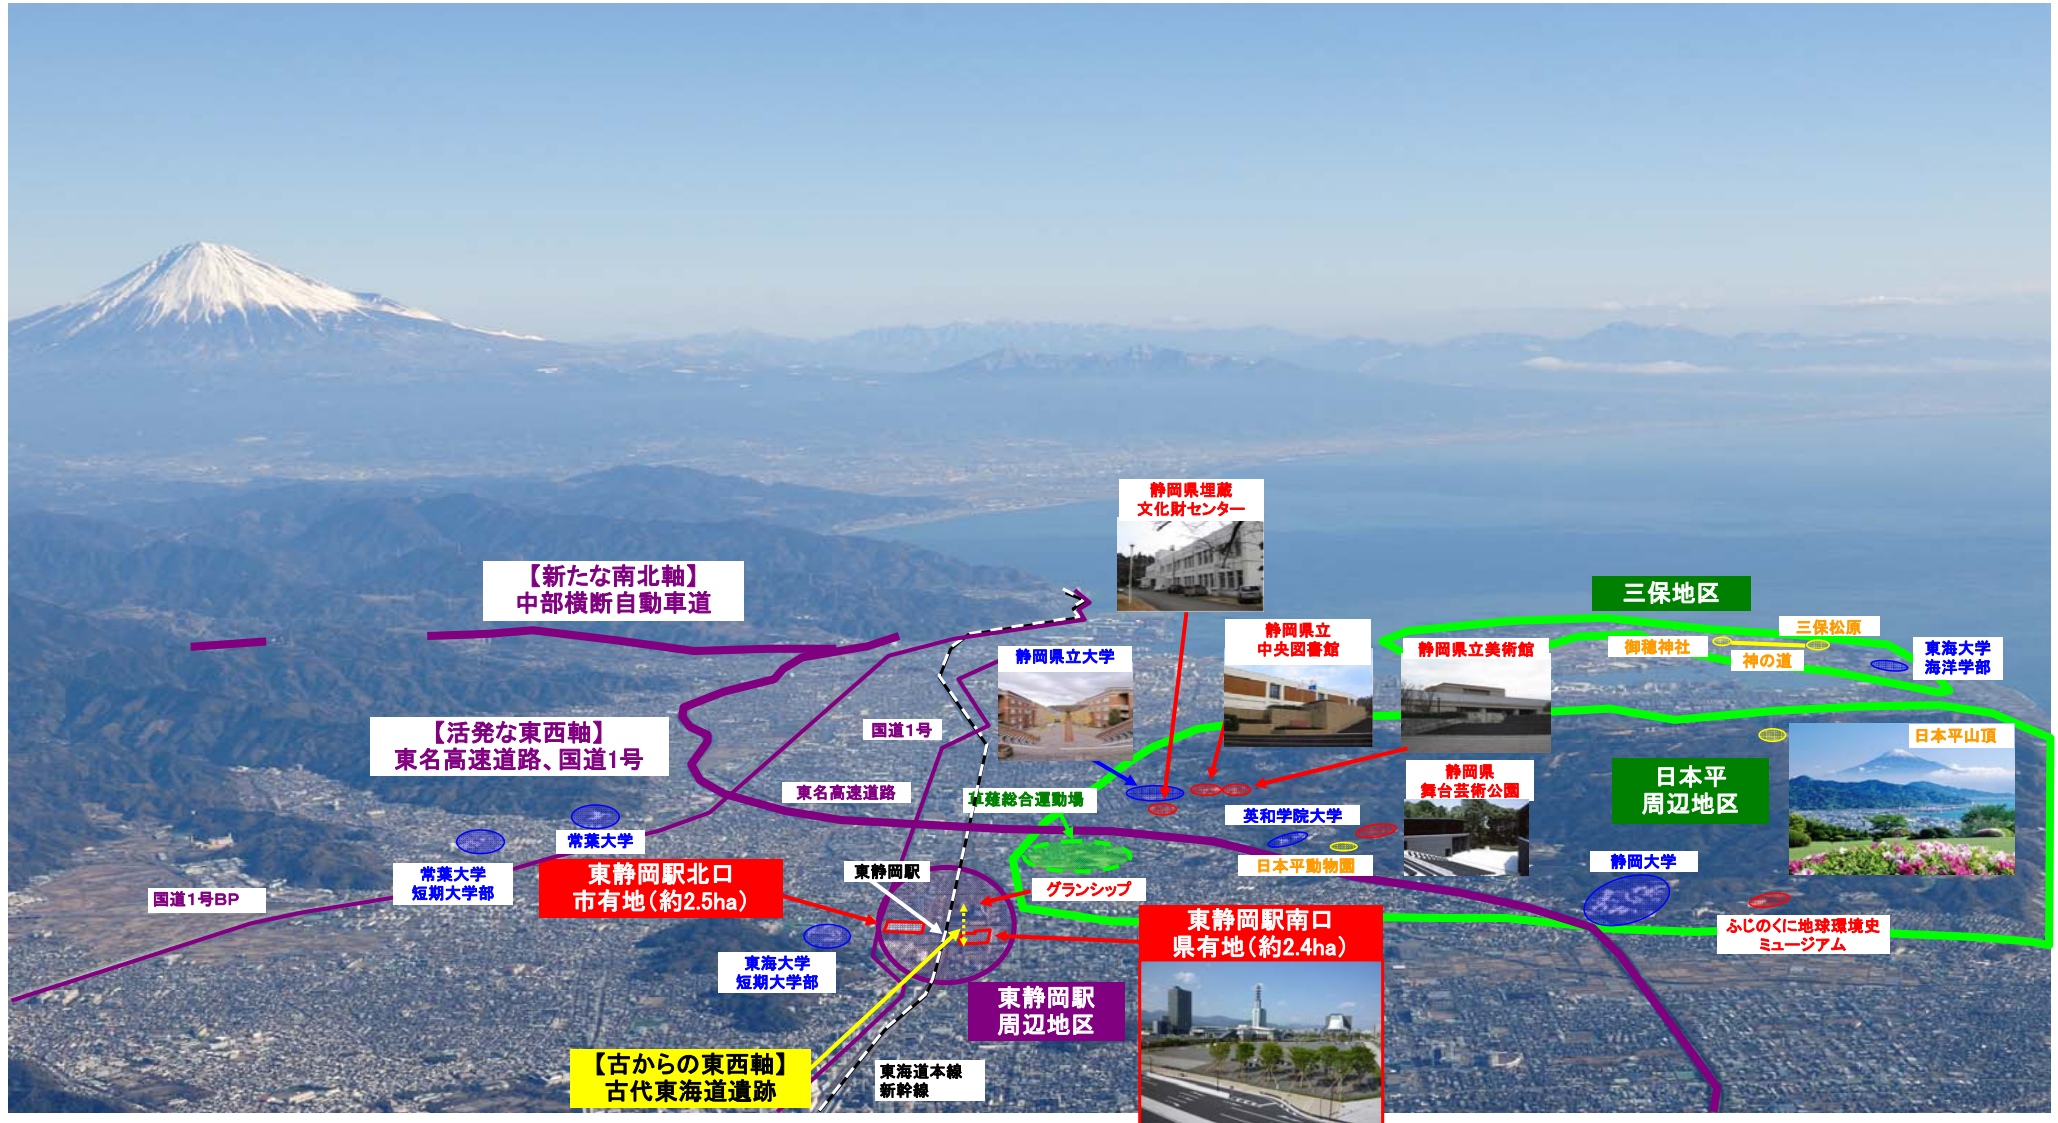 静岡県埋蔵
文化財センター
【新たな南北軸】
中部横断自動車道
三保地区
静岡県立
中央図書館
静岡県立美術館
三保松原
御穂神社
神の道
東海大学
海洋学部
静岡県立大学
国道1号
【活発な東西軸】
東名高速道路、国道1号
日本平山頂
日本平
周辺地区
静岡県
舞台芸術公園
東名高速道路
草薙総合運動場
英和学院大学
常葉大学
日本平動物園
静岡大学
常葉大学
短期大学部
東静岡駅北口
市有地(約2.5ha)
東静岡駅
グランシップ
国道1号BP
東静岡駅南口
県有地(約2.4ha)
ふじのくに地球環境史
ミュージアム
東海大学
短期大学部
東静岡駅
周辺地区
【古からの東西軸】
古代東海道遺跡
東海道本線
新幹線